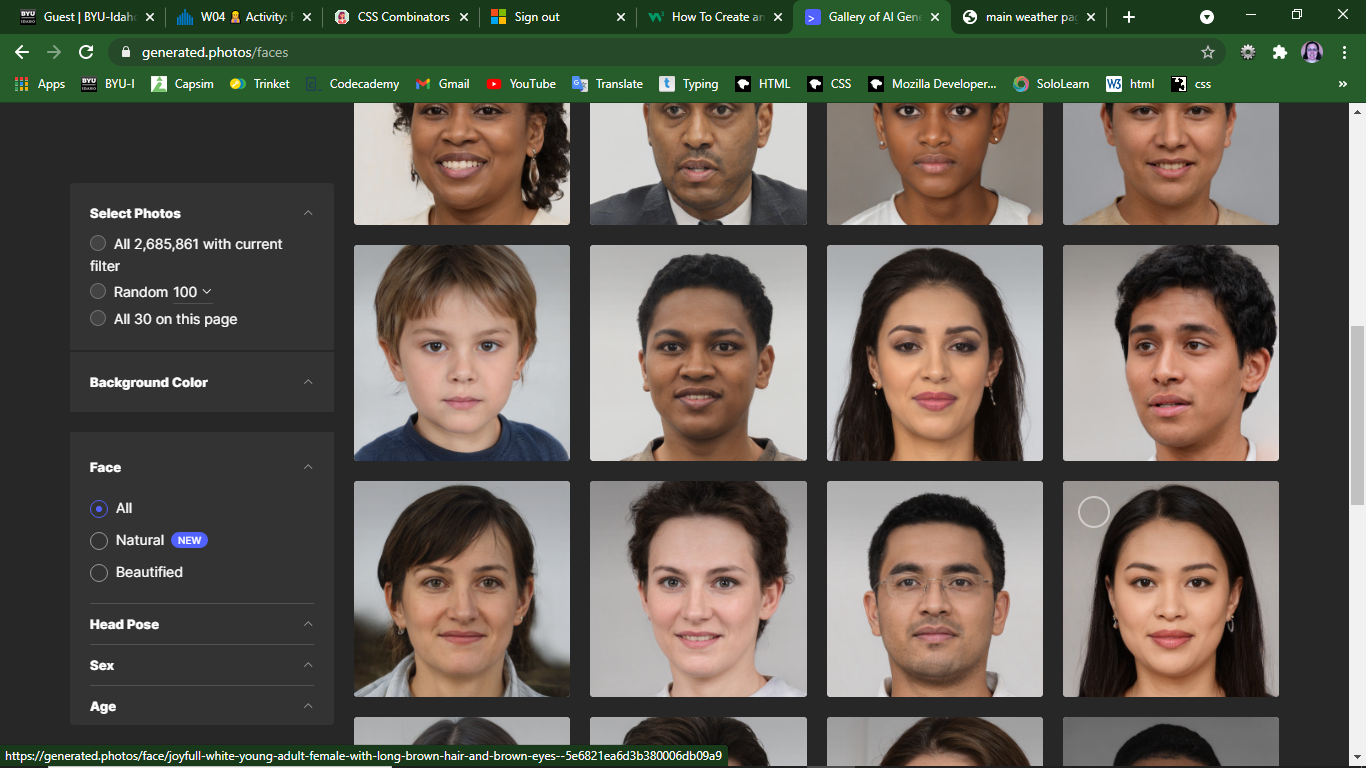 Guest | BYU-Idah
W04 Activity:
CSS Combinators
Sign out
How To Create an
Gallery of AI Gene
main weather pag
generated.photos/faces
Apps
BYU-I
Capsim
Trinket
Codecademy
Gmail
YouTube
Translate
Typing
HTML
CSS
Mozilla Developer...
SoloLearn
html
css
»
Select Photos
All 2,685,861 with current
filter
Random 100
All 30 on this page
Background Color
Face
All
Natural NEW
Beautified
Head Pose
Sex
Age
https://generated.photos/face/joyfull-white-young-adult-female-with-long-brown-hair-and-brown-eyes--5e6821ea6d3b380006db09a9